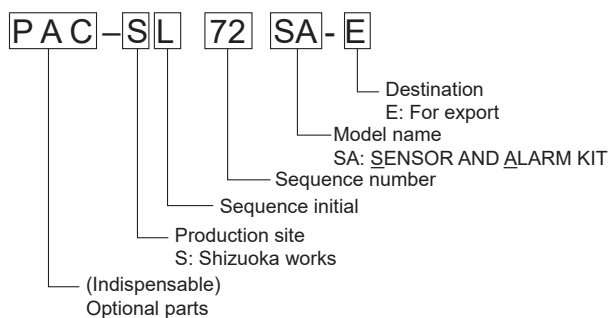 PAC–SL 72 SA-E
Destination
E: For export
Model name
SA: SENSOR AND ALARM KIT
Sequence number
Sequence initial
Production site
S: Shizuoka works
(Indispensable)
Optional parts